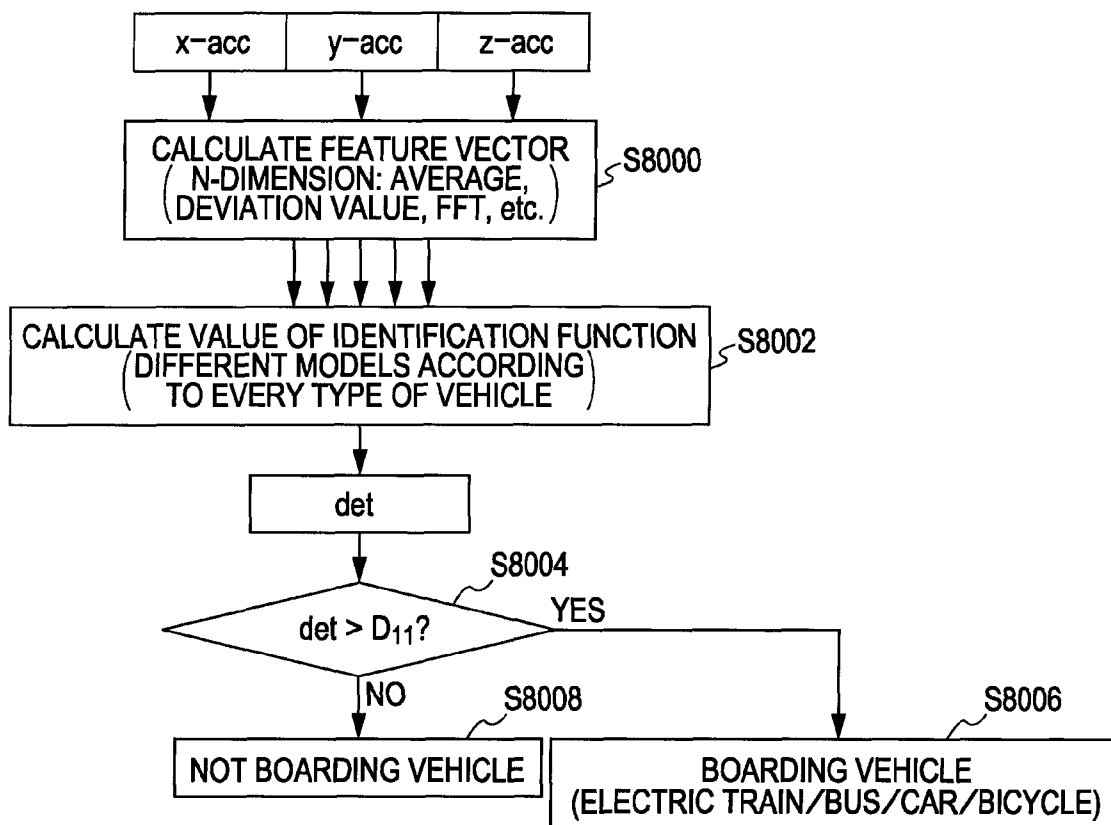 x-acc y-acc z-acc
CALCULATE FEATURE VECTOR
(N-DIMENSION: AVERAGE,
DEVIATION VALUE, FFT, etc.)
S8000
CALCULATE VALUE OF IDENTIFICATION FUNCTION
(DIFFERENT MODELS ACCORDING
TO EVERY TYPE OF VEHICLE)
S8002
det
S8004
det > D₁₁?
YES
NO
S8008
NOT BOARDING VEHICLE
S8006
BOARDING VEHICLE
(ELECTRIC TRAIN/BUS/CAR/BICYCLE)